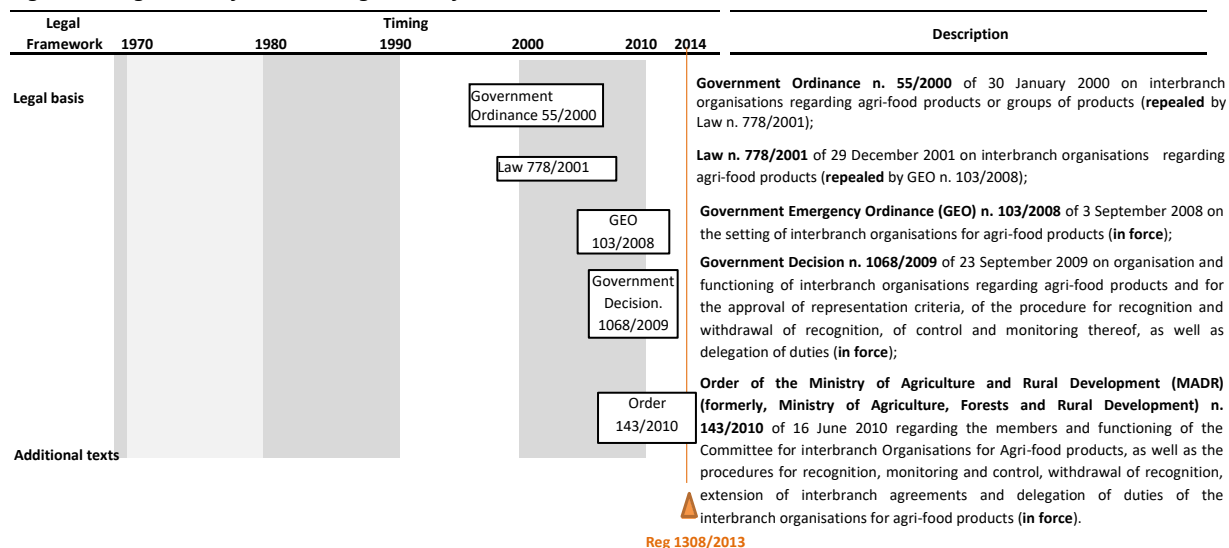 Legal
Framework
Timing
1970
1980
1990
2000
2010
2014
Description
Legal basis
Government
Ordinance 55/2000
Law 778/2001
GEO
103/2008
Government
Decision.
1068/2009
Order
143/2010
Additional texts
Reg 1308/2013
Government Ordinance n. 55/2000 of 30 January 2000 on interbranch
organisations regarding agri-food products or groups of products (repealed by
Law n. 778/2001);
Law n. 778/2001 of 29 December 2001 on interbranch organisations regarding
agri-food products (repealed by GEO n. 103/2008);
Government Emergency Ordinance (GEO) n. 103/2008 of 3 September 2008 on
the setting of interbranch organisations for agri-food products (in force);
Government Decision n. 1068/2009 of 23 September 2009 on organisation and
functioning of interbranch organisations regarding agri-food products and for
the approval of representation criteria, of the procedure for recognition and
withdrawal of recognition, of control and monitoring thereof, as well as
delegation of duties (in force);
Order of the Ministry of Agriculture and Rural Development (MADR)
(formerly, Ministry of Agriculture, Forests and Rural Development) n.
143/2010 of 16 June 2010 regarding the members and functioning of the
Committee for interbranch Organisations for Agri-food products, as well as the
procedures for recognition, monitoring and control, withdrawal of recognition,
extension of interbranch agreements and delegation of duties of the
interbranch organisations for agri-food products (in force).